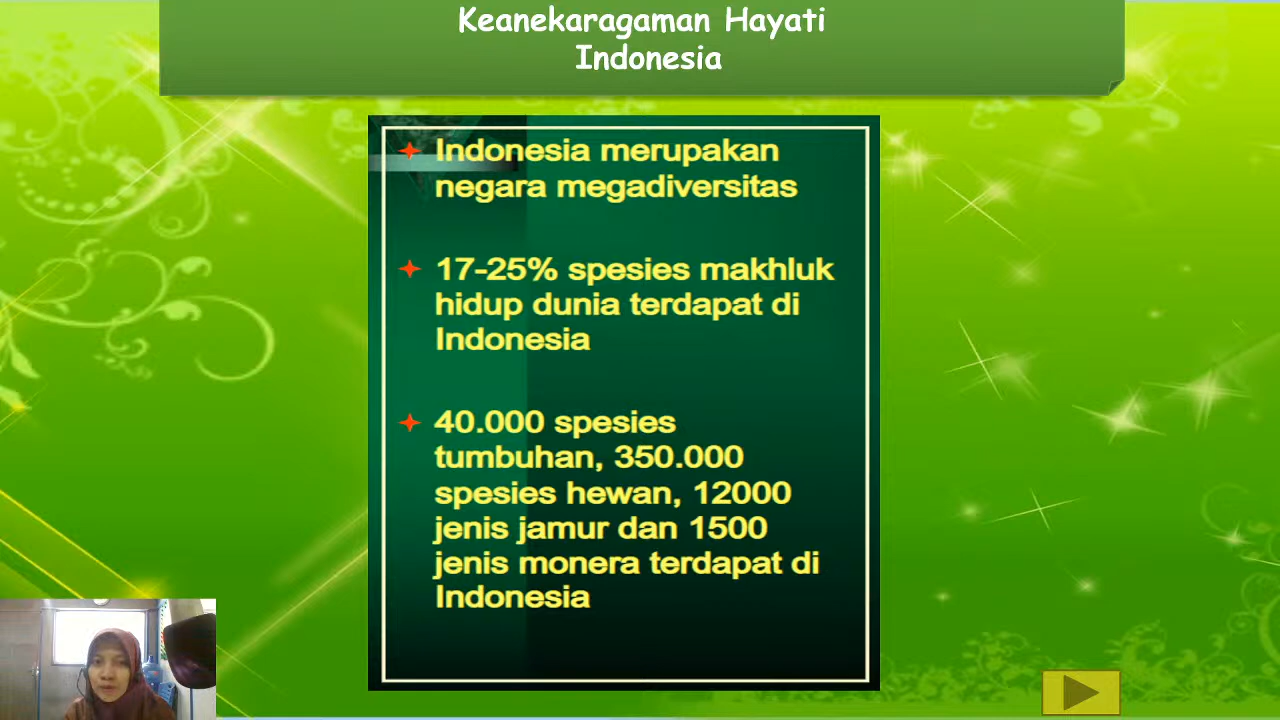 Keanekaragaman Hayati
Indonesia
Indonesia merupakan
negara megadiversitas
17-25% spesies makhluk
hidup dunia terdapat di
Indonesia
40.000 spesies
tumbuhan, 350.000
spesies hewan, 12000
jenis jamur dan 1500
jenis monera terdapat di
Indonesia